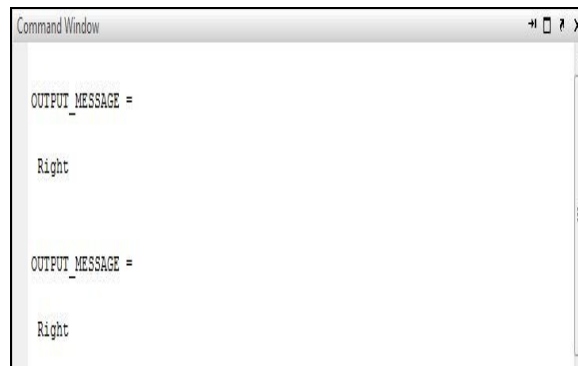 Command Window
OUTPUT_MESSAGE =
Right
OUTPUT_MESSAGE =
Right